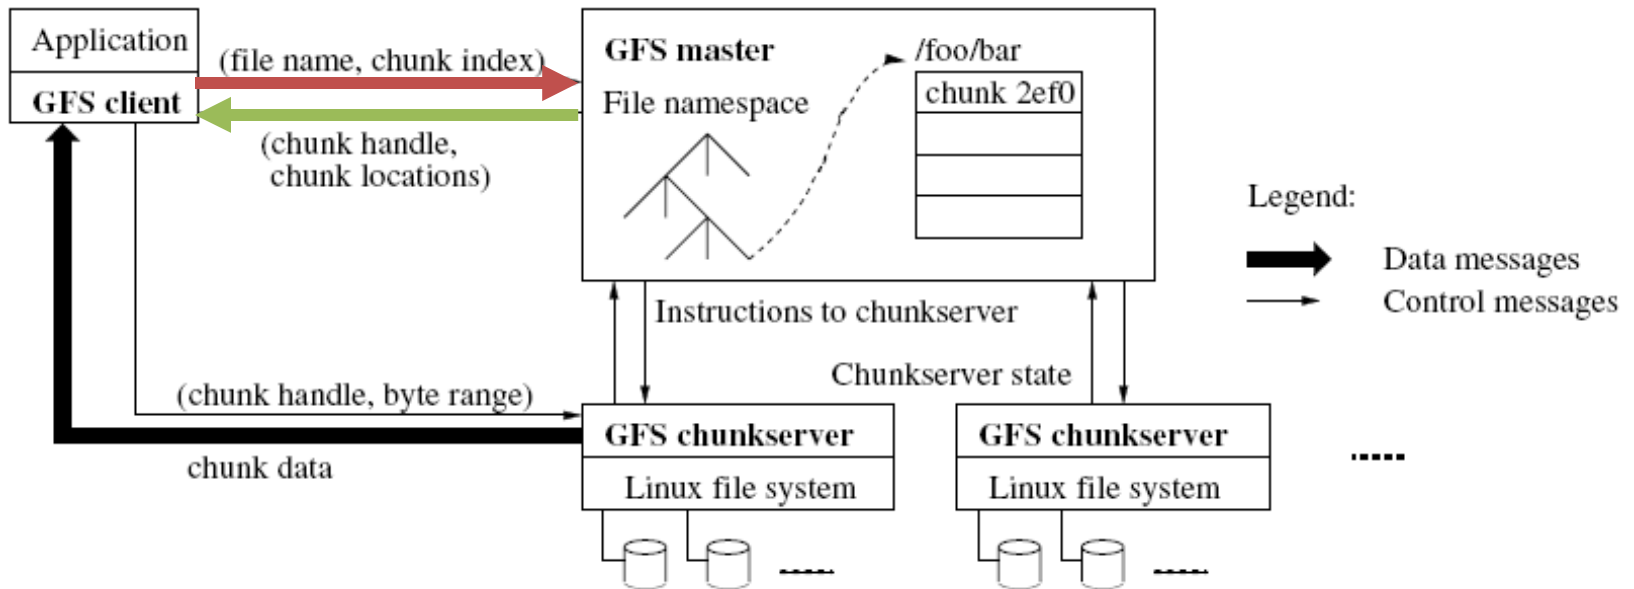 Application
GFS client
(file name, chunk index)
(chunk handle,
chunk locations)
GFS master
File namespace
/foo/bar
chunk 2ef0
Legend:
Data messages
Control messages
Instructions to chunkserver
Chunkserver state
(chunk handle, byte range)
chunk data
GFS chunkserver
Linux file system
GFS chunkserver
Linux file system